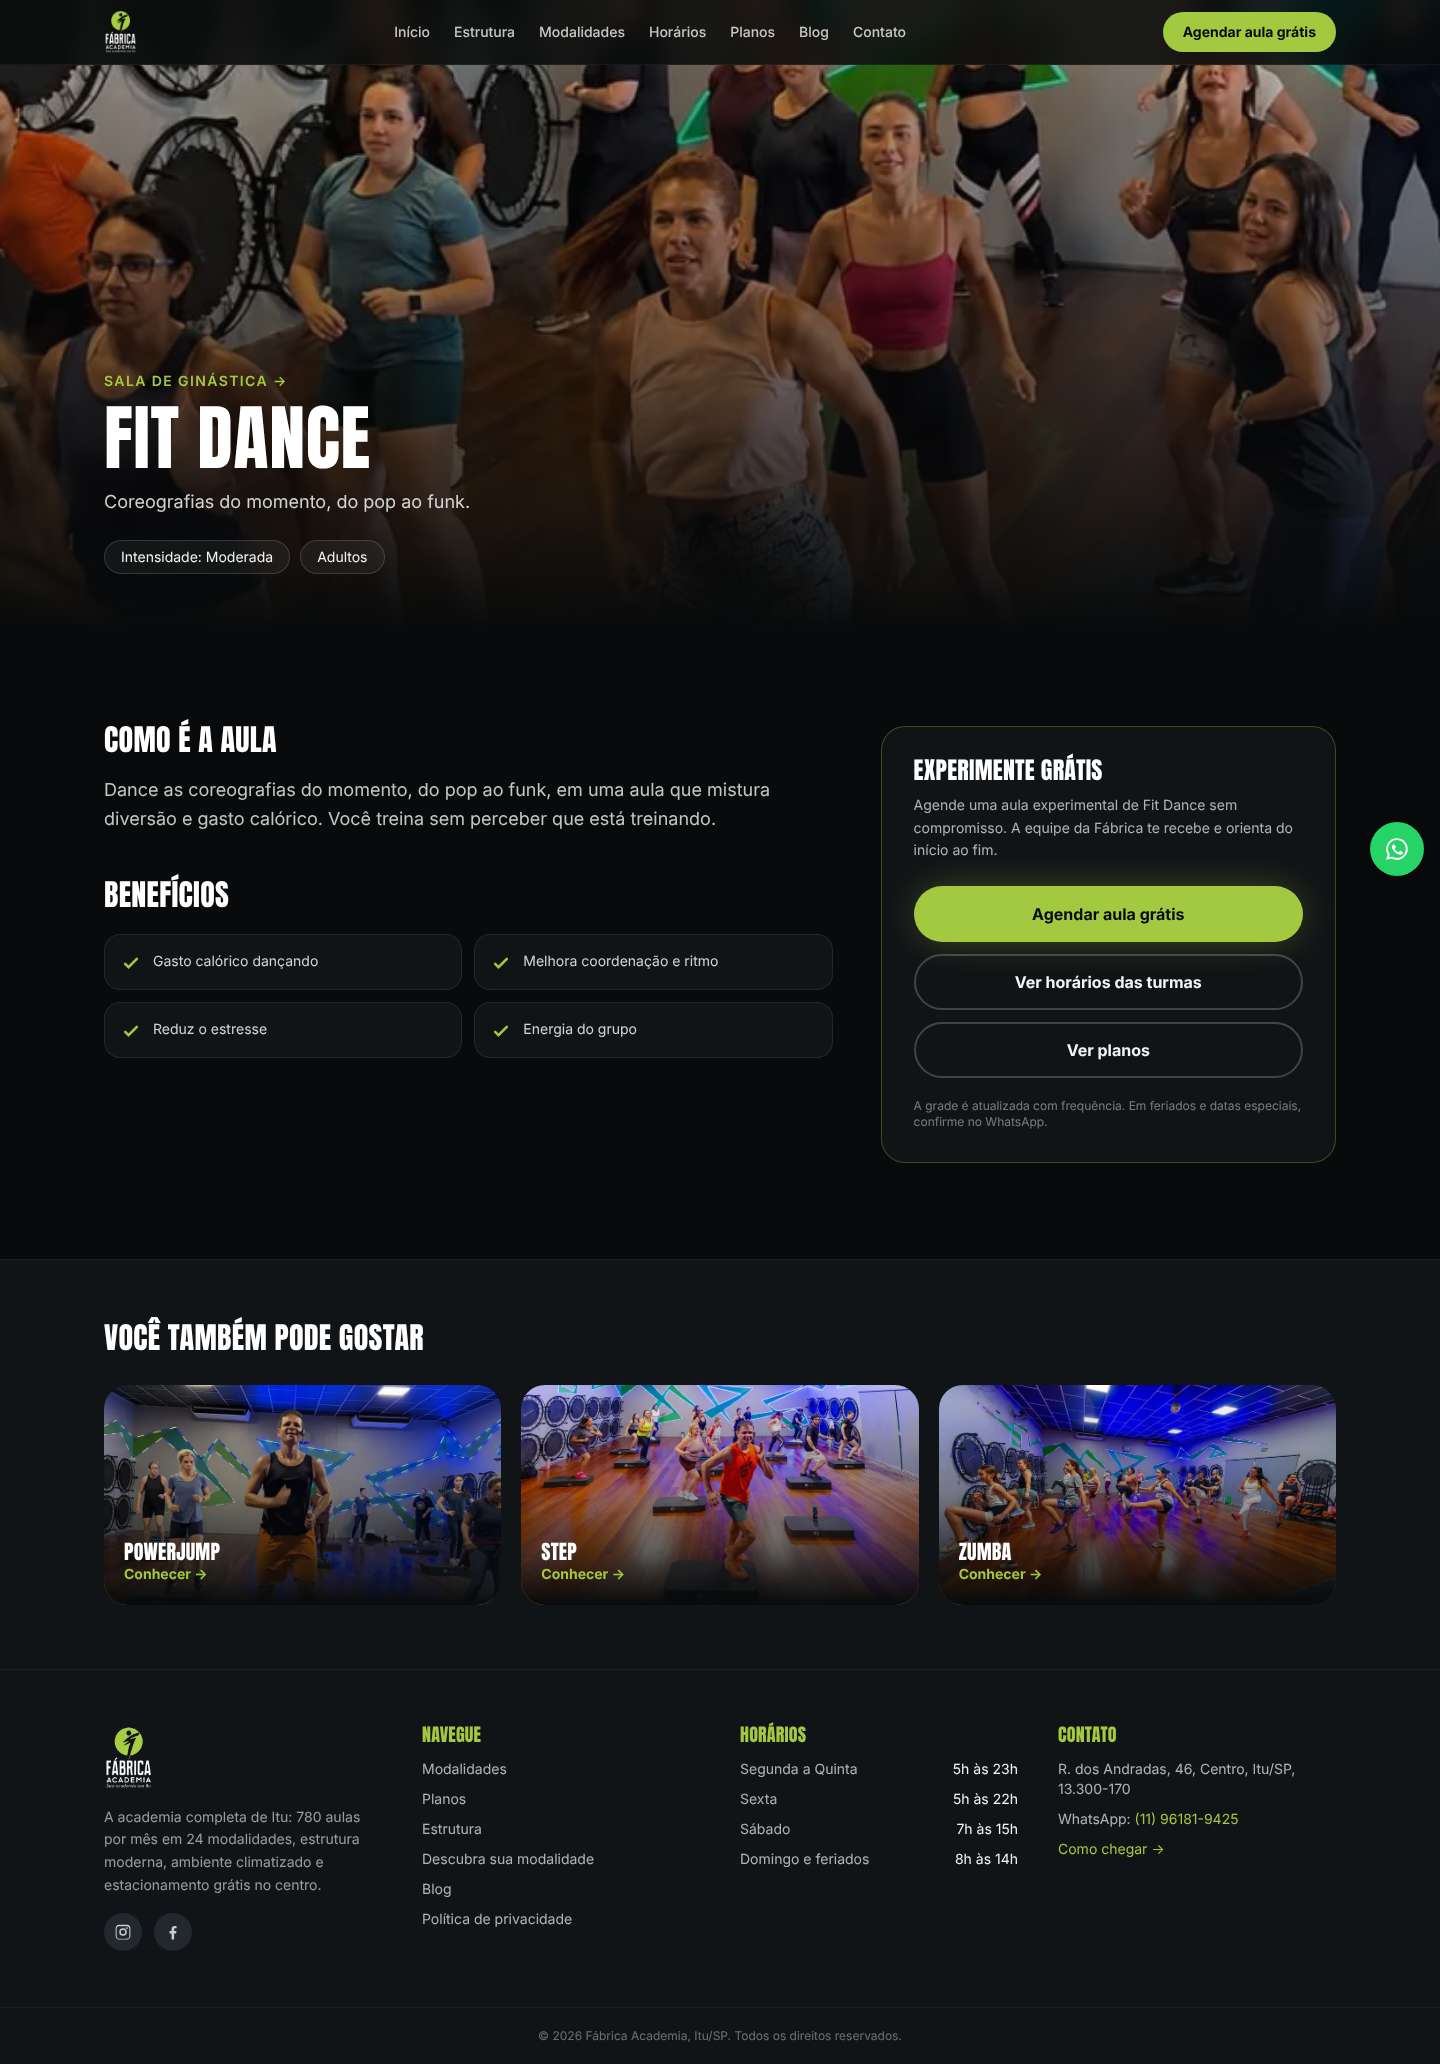 FÁBRICA
ACADEMIA
Início
Estrutura
Modalidades
Horários
Planos
Blog
Contato
Agendar aula grátis
SALA DE GINÁSTICA →
FIT DANCE
Coreografias do momento, do pop ao funk.
Intensidade: Moderada
Adultos
COMO É A AULA
Dance as coreografias do momento, do pop ao funk, em uma aula que mistura
diversão e gasto calórico. Você treina sem perceber que está treinando.
BENEFÍCIOS
Gasto calórico dançando
Melhora coordenação e ritmo
Reduz o estresse
Energia do grupo
EXPERIMENTE GRÁTIS
Agende uma aula experimental de Fit Dance sem
compromisso. A equipe da Fábrica te recebe e orienta do
início ao fim.
Agendar aula grátis
Ver horários das turmas
Ver planos
A grade é atualizada com frequência. Em feriados e datas especiais,
confirme no WhatsApp.
VOCÊ TAMBÉM PODE GOSTAR
POWERJUMP
Conhecer →
STEP
Conhecer →
ZUMBA
Conhecer →
FÁBRICA
ACADEMIA
A academia completa de Itu: 780 aulas
por mês em 24 modalidades, estrutura
moderna, ambiente climatizado e
estacionamento grátis no centro.
NAVEGUE
Modalidades
Planos
Estrutura
Descubra sua modalidade
Blog
Política de privacidade
HORÁRIOS
Segunda a Quinta 5h às 23h
Sexta 5h às 22h
Sábado 7h às 15h
Domingo e feriados 8h às 14h
CONTATO
R. dos Andradas, 46, Centro, Itu/SP,
13.300-170
WhatsApp: (11) 96181-9425
Como chegar →
© 2026 Fábrica Academia, Itu/SP. Todos os direitos reservados.